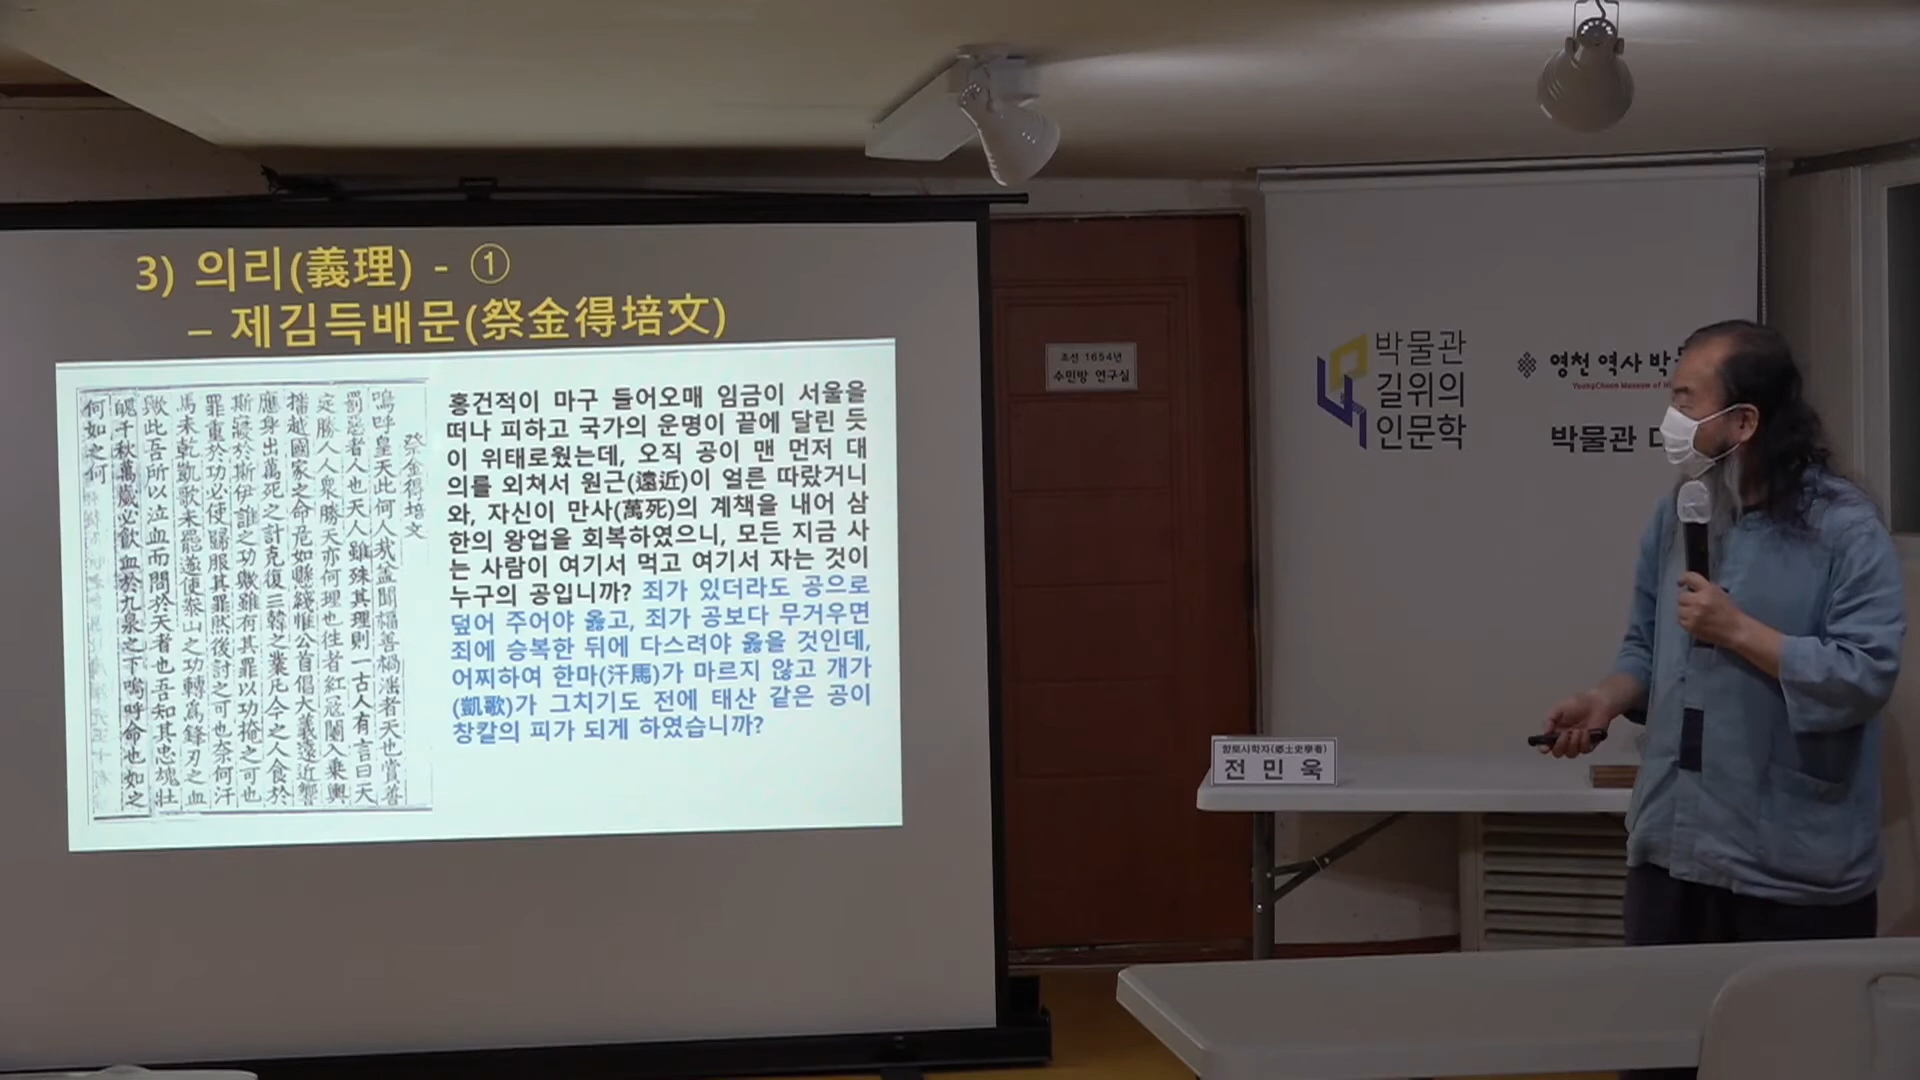 3) 의리(義理) - ①
– 제김득배문(祭金得培文)
祭金得培文
嗚呼皇天此何人哉盖聞福善禍淫者天也賞善
罰惡者人也天人雖殊其理則一古人有言曰天
定勝人人衆勝天亦何理也往者紅寇闌入乘輿
播越國家之命危如懸綫惟公首倡大義遠近響
應身出萬死之計克復三韓之業凡今之人食於
斯寢於斯伊誰之功歟雖有其罪以功掩之可也
罪重於功必使歸服其罪然後討之可也奈何汗
馬未乾凱歌未罷遂使泰山之功轉爲鋒刃之血
歟此吾所以泣血而問於天者也吾知其忠魂壯
魄千秋萬歲必飮血於九泉之下嗚呼命也如之
何如之何
홍건적이 마구 들어오매 임금이 서울을
떠나 피하고 국가의 운명이 끝에 달린 듯
이 위태로웠는데, 오직 공이 맨 먼저 대
의를 외쳐서 원근(遠近)이 얼른 따랐거니
와, 자신이 만사(萬死)의 계책을 내어 삼
한의 왕업을 회복하였으니, 모든 지금 사
는 사람이 여기서 먹고 여기서 자는 것이
누구의 공입니까? 죄가 있더라도 공으로
덮어 주어야 옳고, 죄가 공보다 무거우면
죄에 승복한 뒤에 다스려야 옳을 것인데,
어찌하여 한마(汗馬)가 마르지 않고 개가
(凱歌)가 그치기도 전에 태산 같은 공이
창칼의 피가 되게 하였습니까?
조선 1654년
수민방 연구실
박물관
길위의
인문학
영천 역사 박
YoungCheon Museum of
박물관
향토사학자(鄕土史學者)
전 민 욱